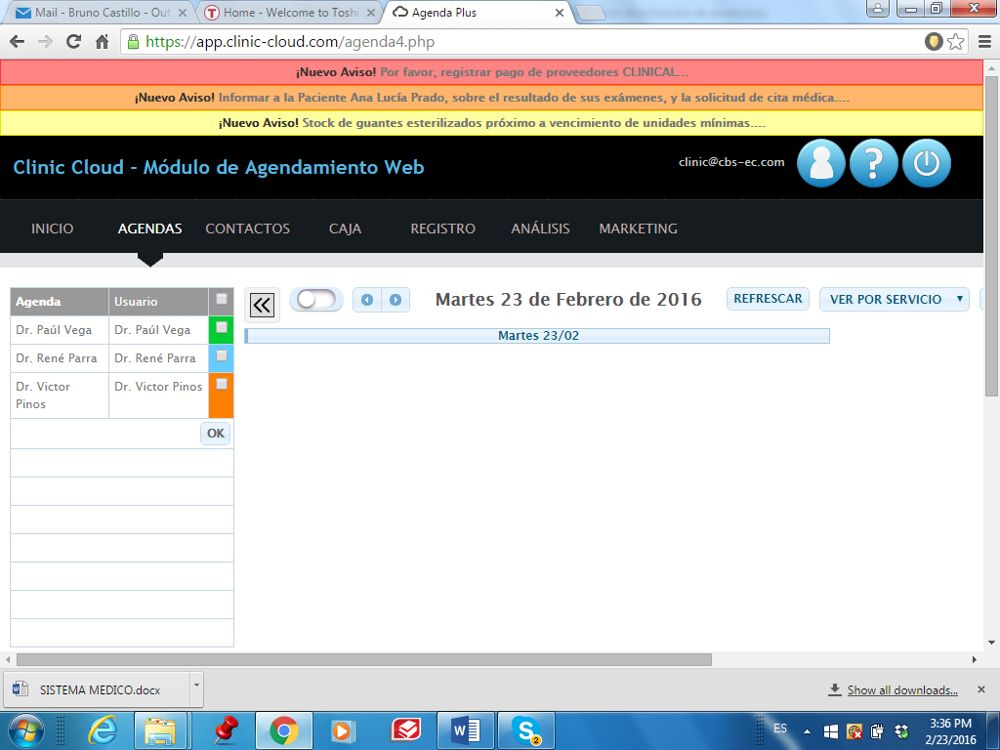 Mail - Bruno Castillo - Out
Home - Welcome to Toshi
Agenda Plus
https://app.clinic-cloud.com/agenda4.php
¡Nuevo Aviso! Por favor, registrar pago de proveedores CLINICAL...
¡Nuevo Aviso! Informar a la Paciente Ana Lucía Prado, sobre el resultado de sus exámenes, y la solicitud de cita médica....
¡Nuevo Aviso! Stock de guantes esterilizados próximo a vencimiento de unidades mínimas....
Clinic Cloud - Módulo de Agendamiento Web
clinic@cbs-ec.com
INICIO AGENDAS CONTACTOS CAJA REGISTRO ANÁLISIS MARKETING
Agenda Usuario
Dr. Paúl Vega Dr. Paúl Vega
Dr. René Parra Dr. René Parra
Dr. Victor Pinos Dr. Victor Pinos
OK
Martes 23 de Febrero de 2016
REFRESCAR
VER POR SERVICIO
Martes 23/02
SISTEMA MEDICO.docx
Show all downloads...
2
ES
3:36 PM
2/23/2016